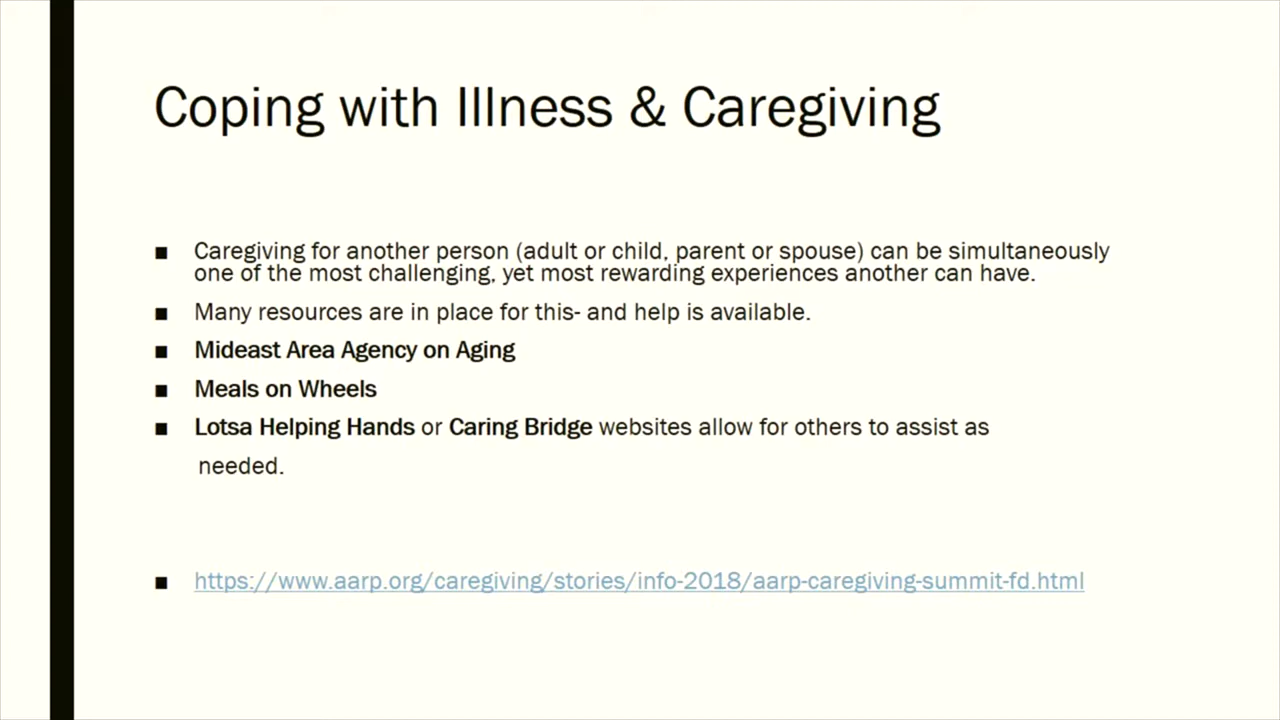 Coping with Illness & Caregiving
■ Caregiving for another person (adult or child, parent or spouse) can be simultaneously
one of the most challenging, yet most rewarding experiences another can have.
■ Many resources are in place for this- and help is available.
■ Mideast Area Agency on Aging
■ Meals on Wheels
■ Lotsa Helping Hands or Caring Bridge websites allow for others to assist as
needed.
■ https://www.aarp.org/caregiving/stories/info-2018/aarp-caregiving-summit-fd.html